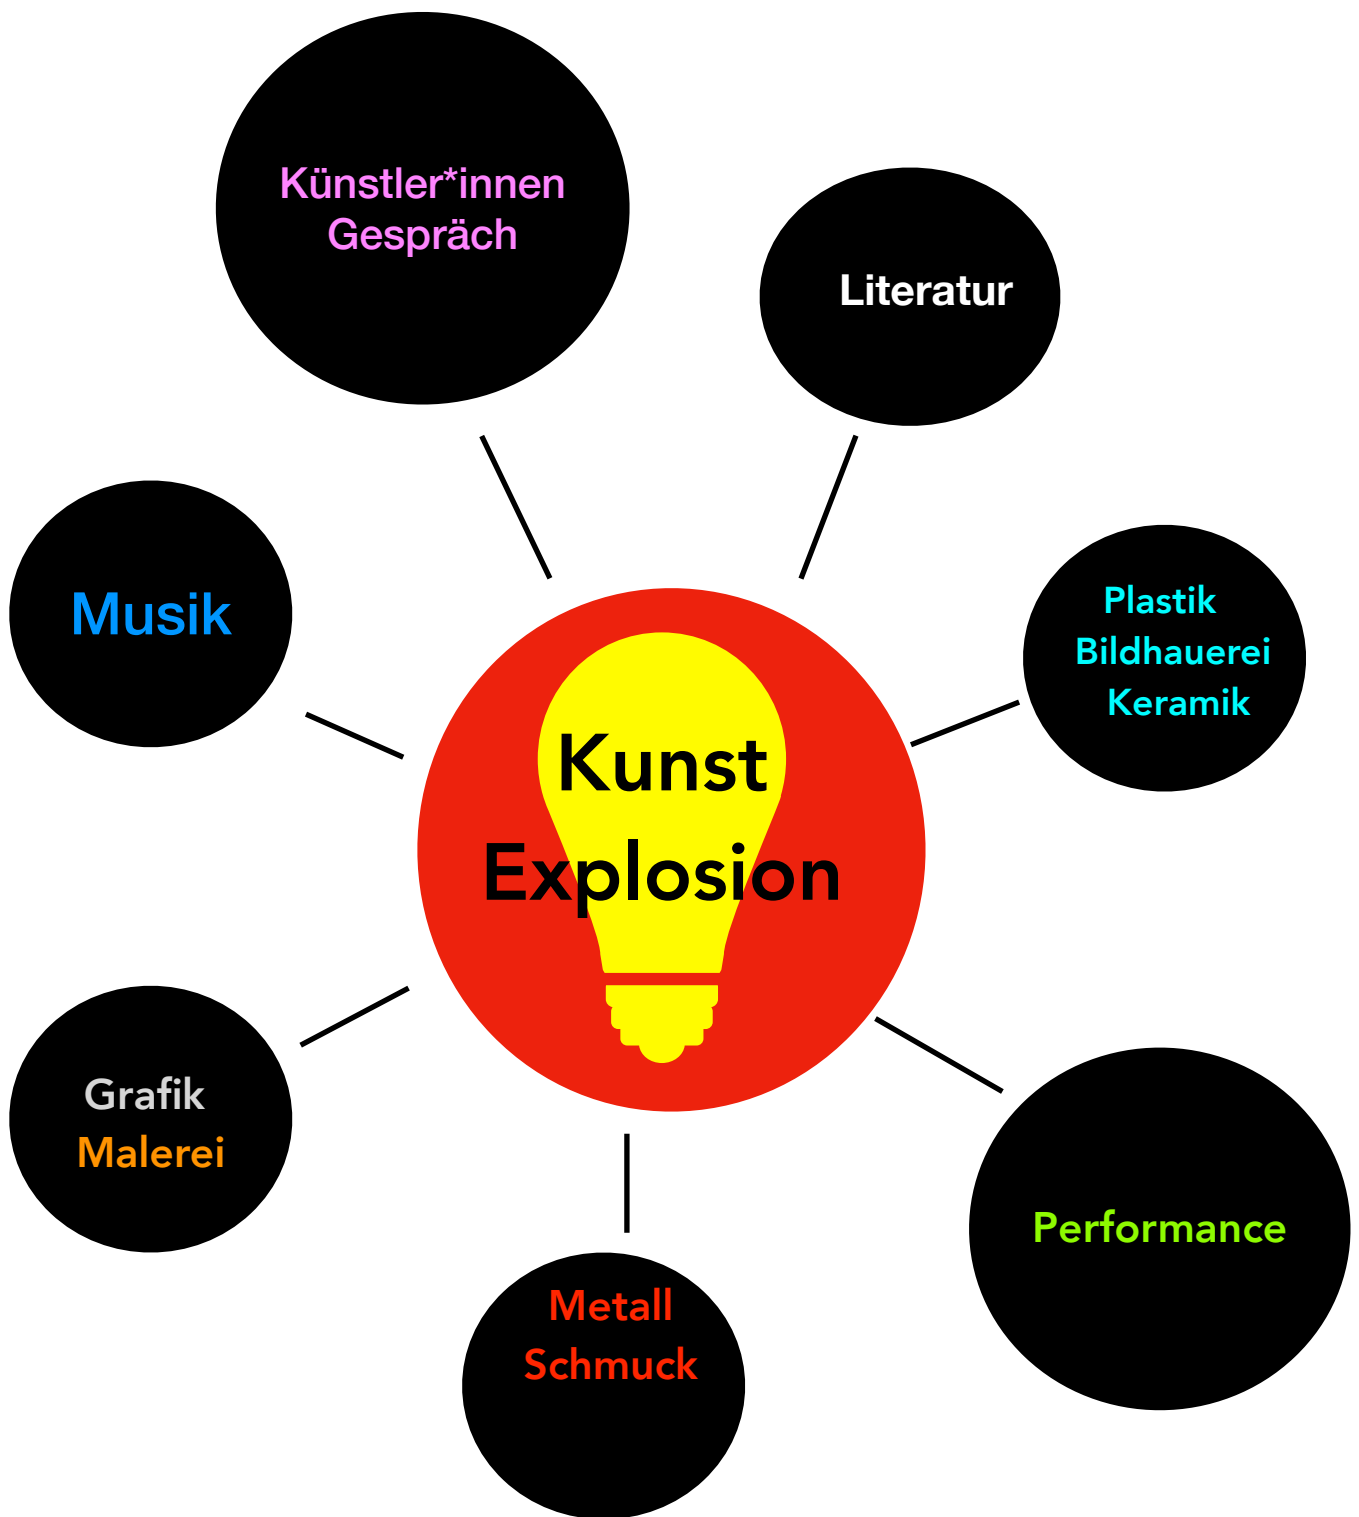 Künstler*innen
Gespräch
Literatur
Musik
Plastik
Bildhauerei
Keramik
Kunst
Explosion
Grafik
Malerei
Performance
Metall
Schmuck